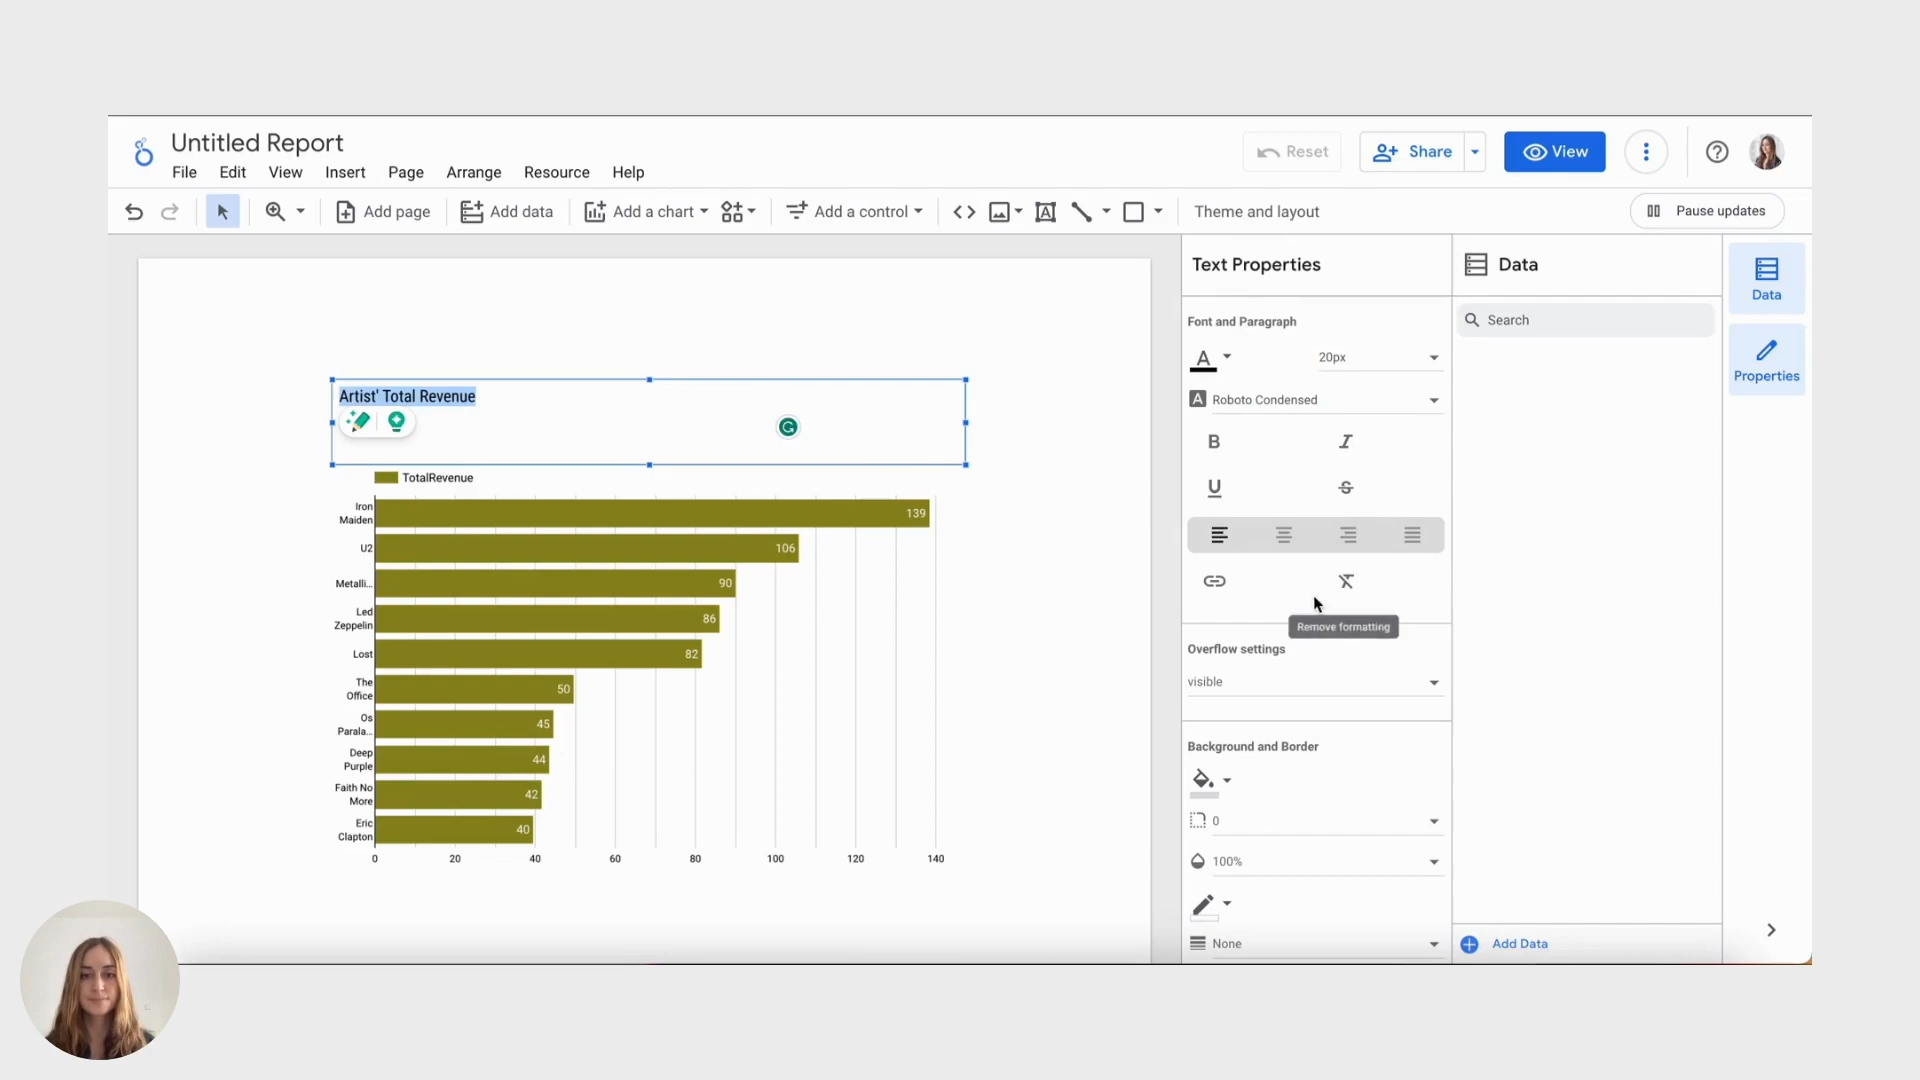 Untitled Report
File Edit View Insert Arrange Page Resource Help
Reset
Share
View
Add page
Add data
Add a chart
Add a control
Theme and layout
Pause updates
Artist' Total Revenue
TotalRevenue
Iron Maiden 139
U2 106
Metalli... 90
Led Zeppelin 86
Lost 82
The Office 50
Os Parala... 45
Deep Purple 44
Faith No More 42
Eric Clapton 40
0 20 40 60 80 100 120 140
Text Properties
Font and Paragraph
A 20px
A Roboto Condensed
B I
U S
Remove formatting
Overflow settings
visible
Background and Border
0
100%
None
Data
Search
Add Data
Data
Properties